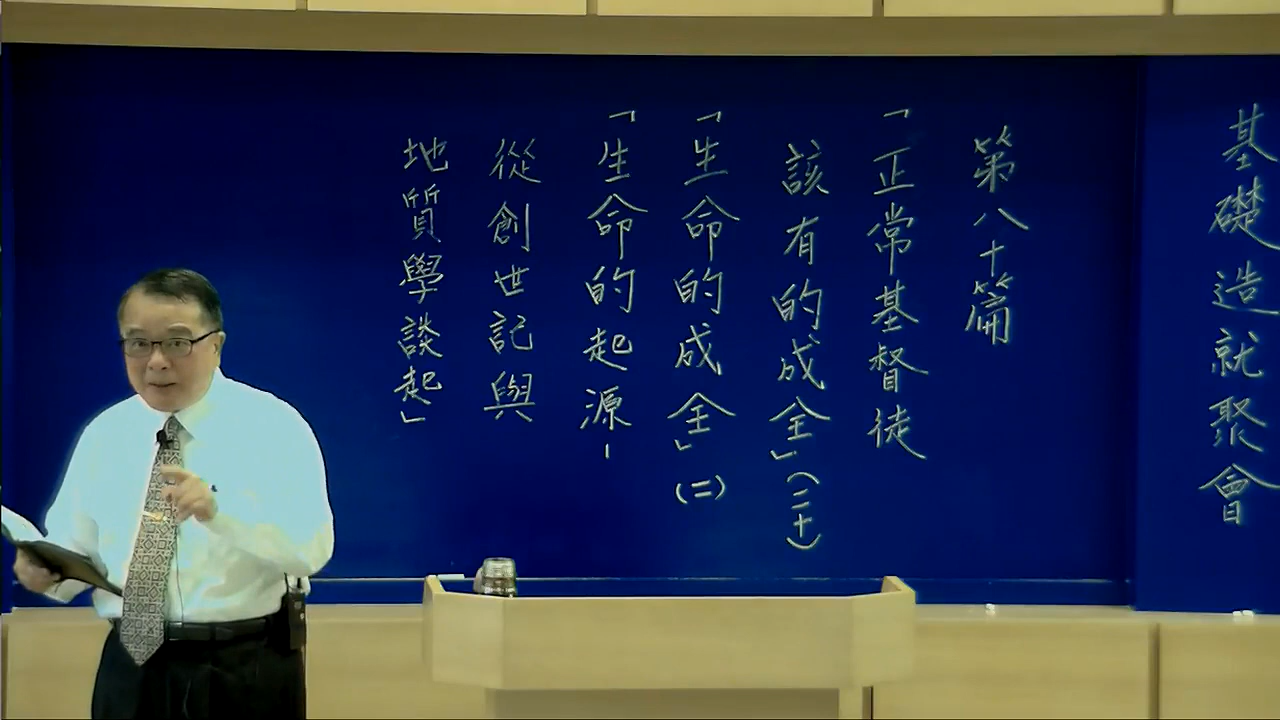 基礎造就聚會
第八十篇
「正常基督徒
該有的成全」(二十)
「生命的成全」(二)
「生命的起源-
從創世記與
地質學談起」